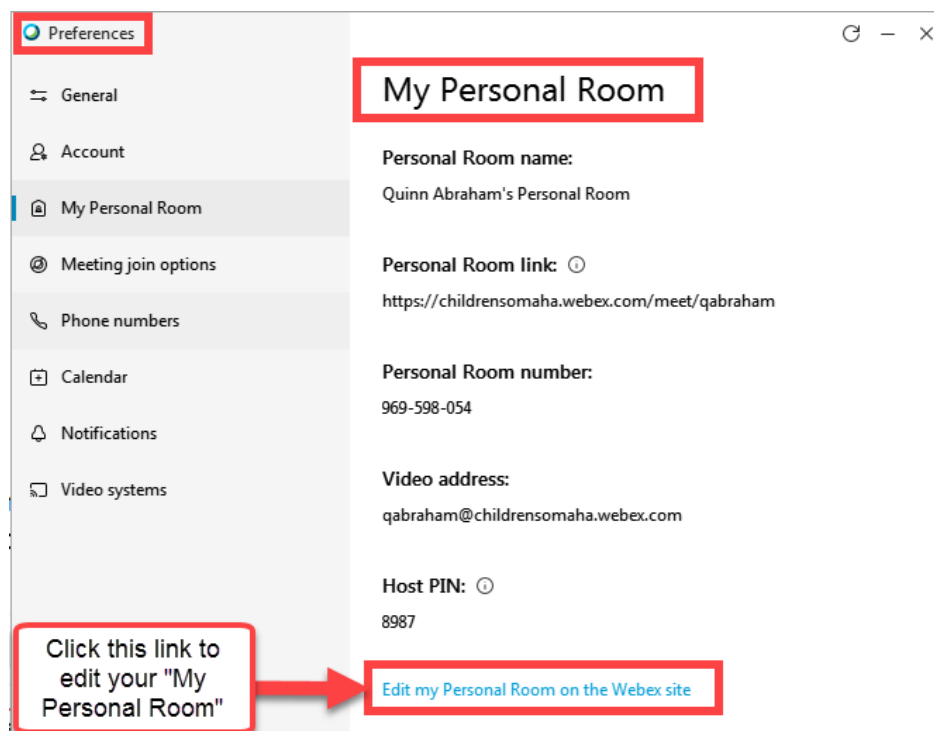 Preferences
General
Account
My Personal Room
Meeting join options
Phone numbers
Calendar
Notifications
Video systems
My Personal Room
Personal Room name:
Quinn Abraham's Personal Room
Personal Room link:
https://childrensomaha.webex.com/meet/qabraham
Personal Room number:
969-598-054
Video address:
qabraham@childrensomaha.webex.com
Host PIN:
8987
Edit my Personal Room on the Webex site
Click this link to
edit your "My
Personal Room"